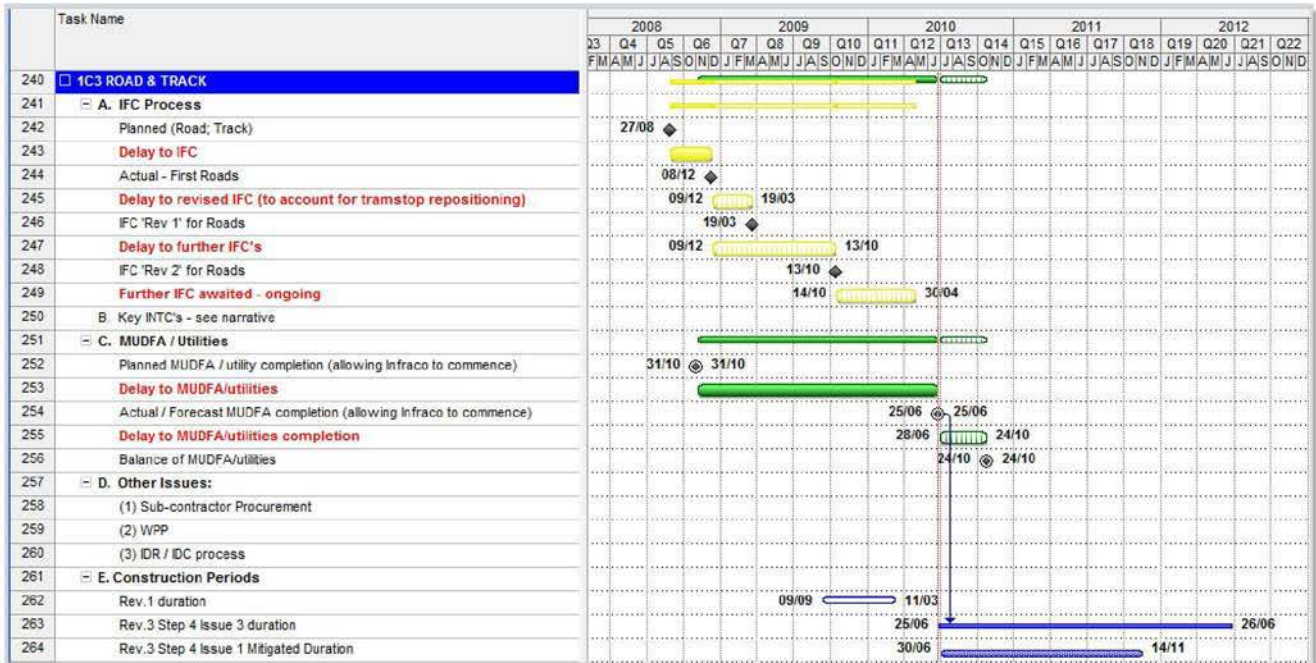 Task Name
2008 2009 2010 2011 2012
Q3 Q4 Q5 Q6 Q7 Q8 Q9 Q10 Q11 Q12 Q13 Q14 Q15 Q16 Q17 Q18 Q19 Q20 Q21 Q22
F M A M J J A S O N D J F M A M J J A S O N D J F M A M J J A S O N D J F M A M J J A S O N D J F M A M J J A S O N D
240 1C3 ROAD & TRACK
241 A. IFC Process
242 Planned (Road; Track) 27/08
243 Delay to IFC
244 Actual - First Roads 08/12
245 Delay to revised IFC (to account for tramstop repositioning) 09/12 19/03
246 IFC 'Rev 1' for Roads 19/03
247 Delay to further IFC's 09/12 13/10
248 IFC 'Rev 2' for Roads 13/10
249 Further IFC awaited - ongoing 14/10 30/04
250 B. Key INTC's - see narrative
251 C. MUDFA / Utilities
252 Planned MUDFA / utility completion (allowing Infraco to commence) 31/10 31/10
253 Delay to MUDFA/utilities
254 Actual / Forecast MUDFA completion (allowing Infraco to commence) 25/06 25/06
255 Delay to MUDFA/utilities completion 28/06 24/10
256 Balance of MUDFA/utilities 24/10 24/10
257 D. Other Issues:
258 (1) Sub-contractor Procurement
259 (2) WPP
260 (3) IDR / IDC process
261 E. Construction Periods
262 Rev.1 duration 09/09 11/03
263 Rev.3 Step 4 Issue 3 duration 25/06 26/06
264 Rev.3 Step 4 Issue 1 Mitigated Duration 30/06 14/11